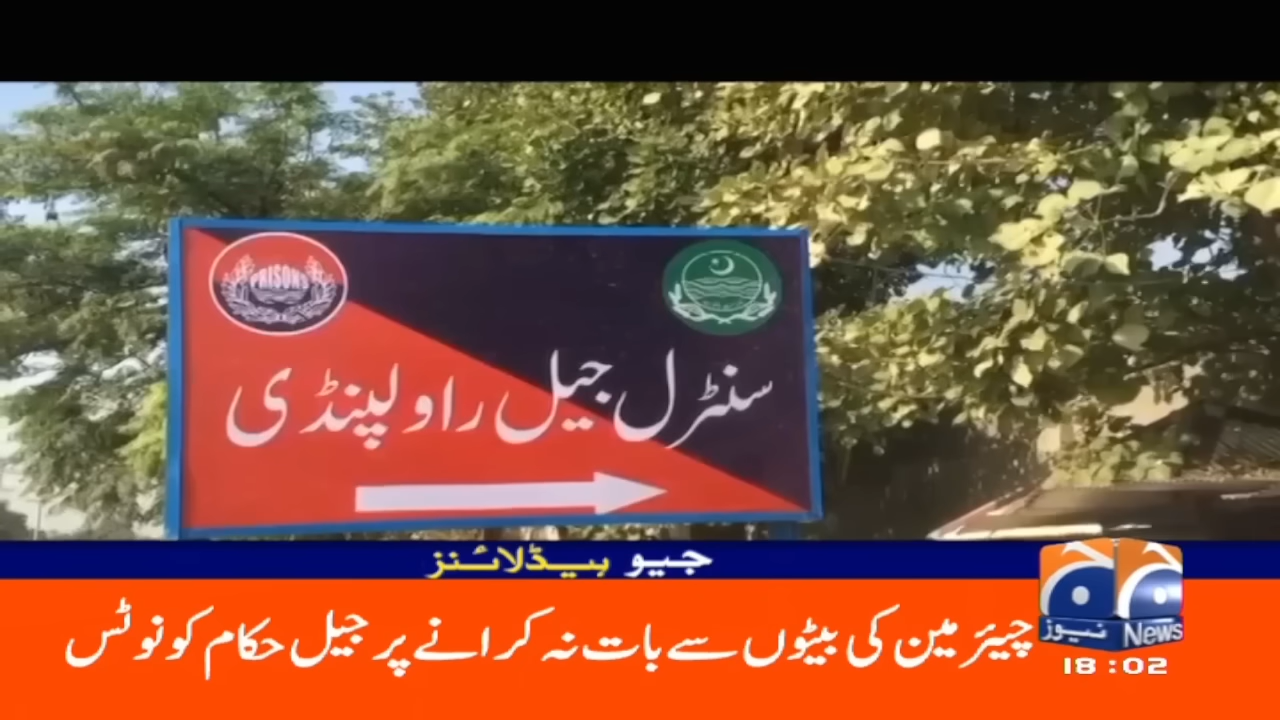 PRISONS
سنٹرل جیل راولپنڈی
جیو ہیڈلائنز
چیئرمین کی بیٹوں سے بات نہ کرانے پر جیل حکام کو نوٹس
جیو نیوز News
18:02